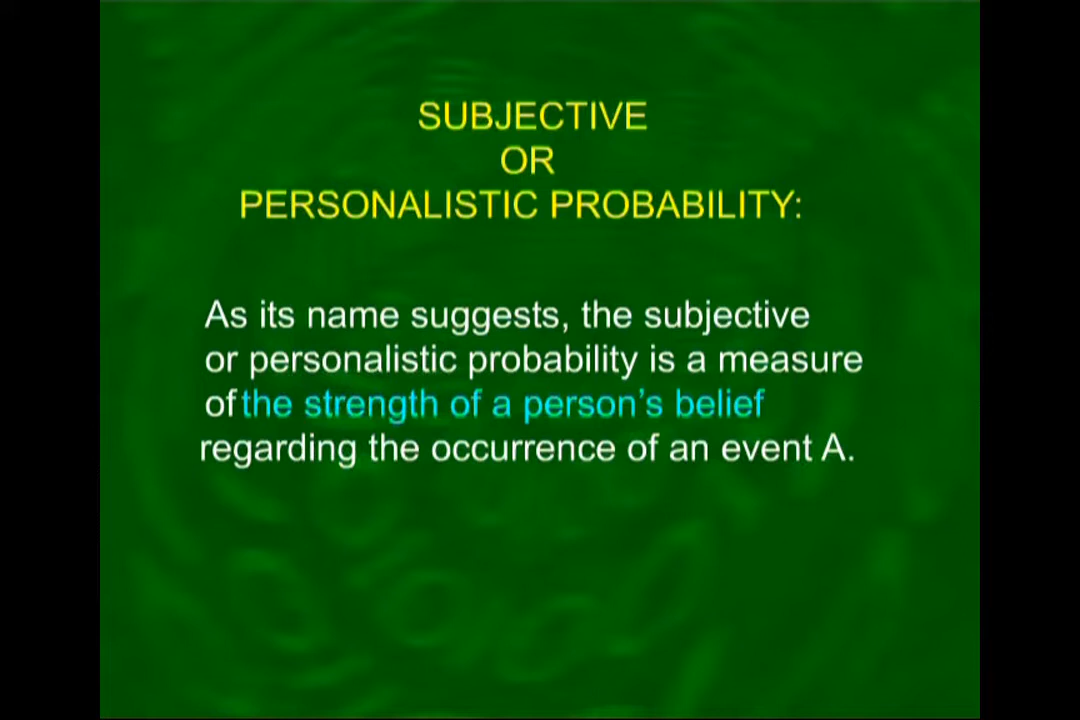 SUBJECTIVE
OR
PERSONALISTIC PROBABILITY:
As its name suggests, the subjective
or personalistic probability is a measure
of the strength of a person’s belief
regarding the occurrence of an event A.